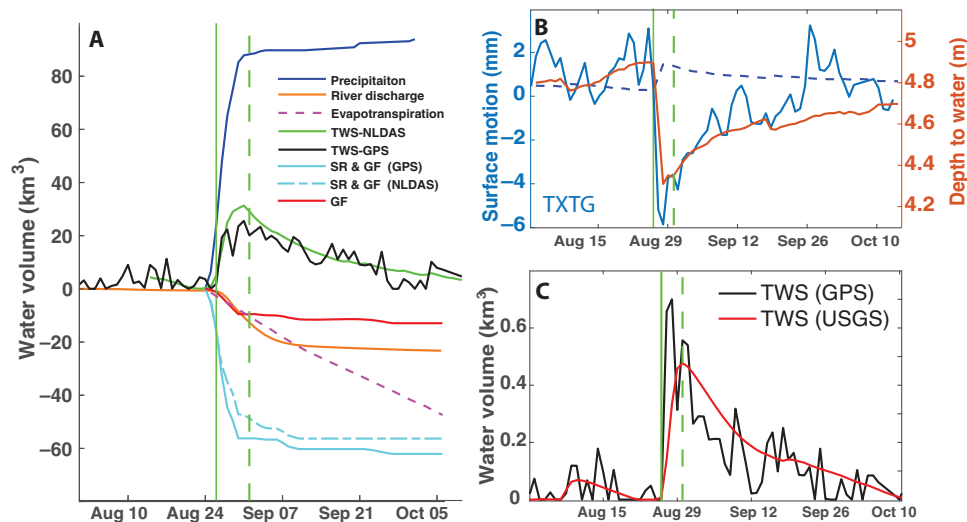 A
Water volume (km³)
80
60
40
20
0
−20
−40
−60
Precipitaiton
River discharge
Evapotranspiration
TWS-NLDAS
TWS-GPS
SR & GF (GPS)
SR & GF (NLDAS)
GF
Aug 10 Aug 24 Sep 07 Sep 21 Oct 05
B
Surface motion (mm)
2
0
−2
−4
−6
TXTG
Depth to water (m)
5
4.8
4.6
4.4
4.2
Aug 15 Aug 29 Sep 12 Sep 26 Oct 10
C
Water volume (km³)
0.6
0.4
0.2
0
TWS (GPS)
TWS (USGS)
Aug 15 Aug 29 Sep 12 Sep 26 Oct 10